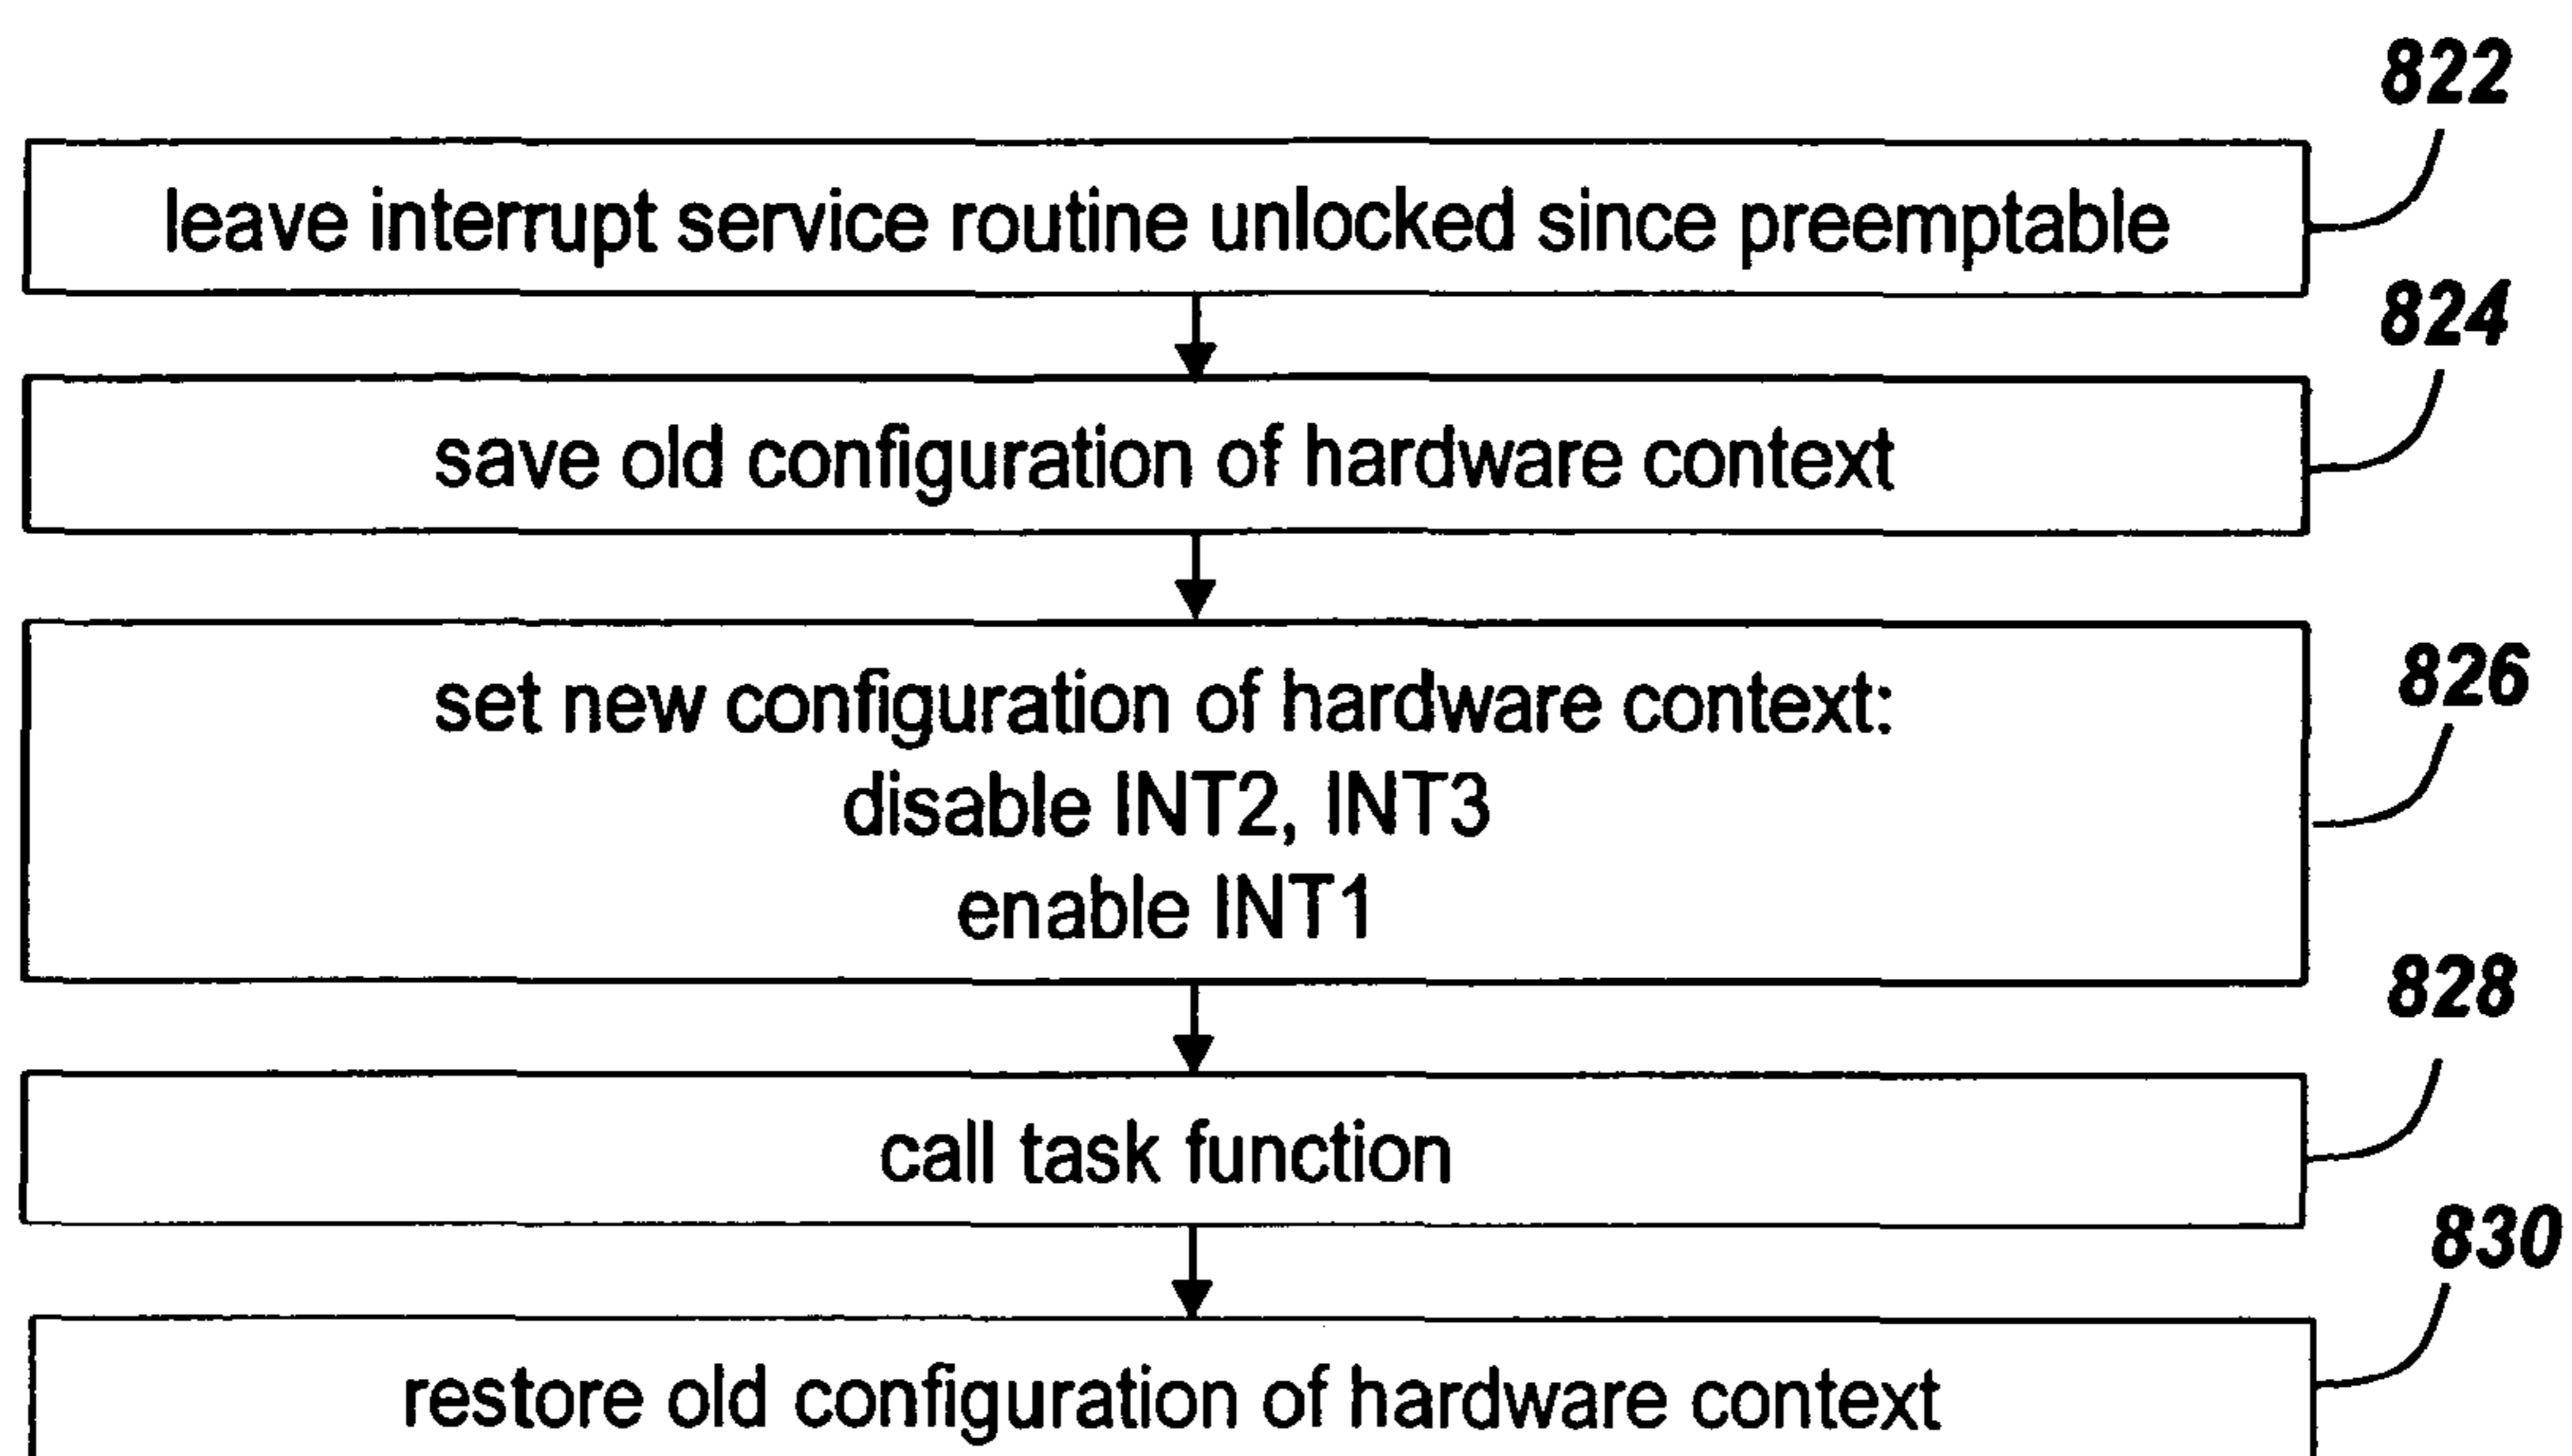 822
leave interrupt service routine unlocked since preemptable
824
save old configuration of hardware context
826
set new configuration of hardware context:
disable INT2, INT3
enable INT1
828
call task function
830
restore old configuration of hardware context